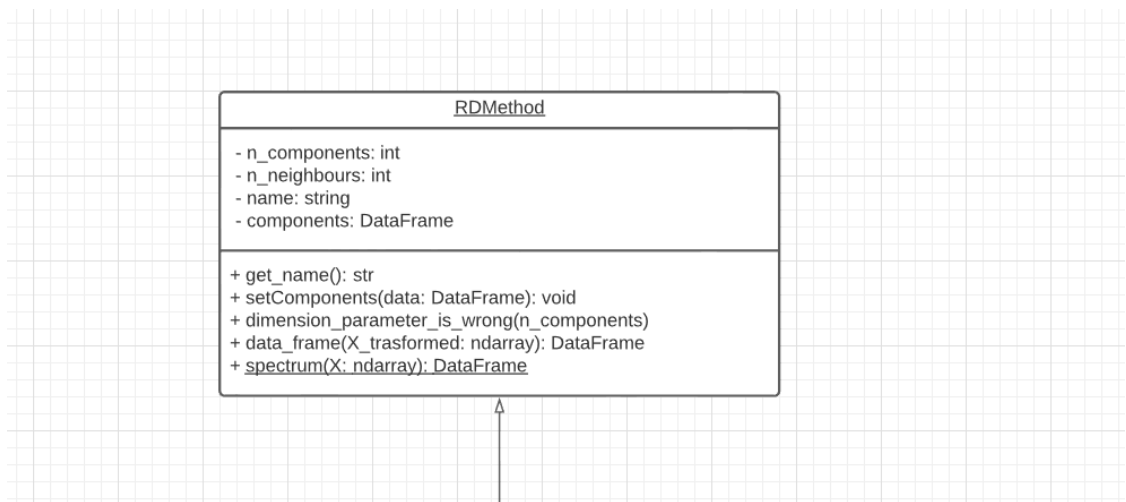 RDMethod
- n_components: int
- n_neighbours: int
- name: string
- components: DataFrame
+ get_name(): str
+ setComponents(data: DataFrame): void
+ dimension_parameter_is_wrong(n_components)
+ data_frame(X_trasformed: ndarray): DataFrame
+ spectrum(X: ndarray): DataFrame